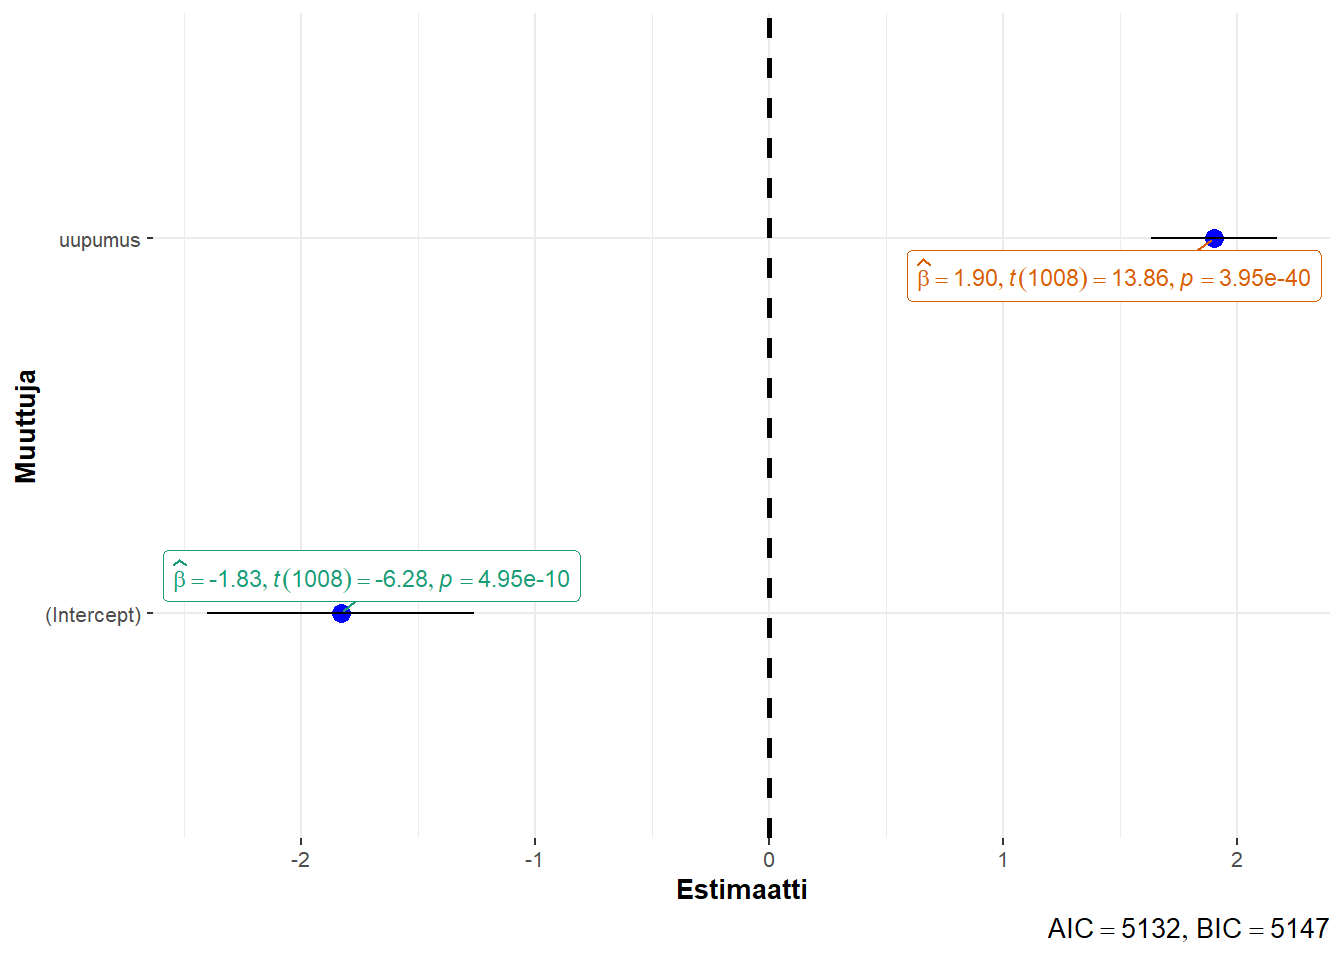 uupumus
β̂ = 1.90, t(1008) = 13.86, p = 3.95e-40
Muuttuja
β̂ = -1.83, t(1008) = -6.28, p = 4.95e-10
(Intercept)
-2 -1 0 1 2
Estimaatti
AIC = 5132, BIC = 5147